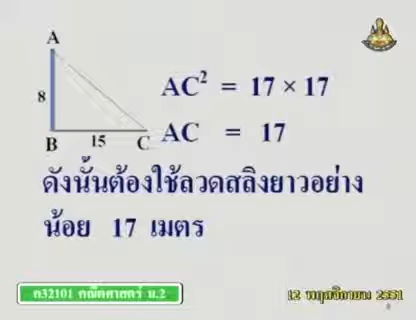 A
8
AC² = 17 × 17
B 15 C
AC = 17
ดังนั้นต้องใช้ลวดสลิงยาวอย่าง
น้อย 17 เมตร
ค32101 คณิตศาสตร์ ม.2
12 พฤศจิกายน 2551